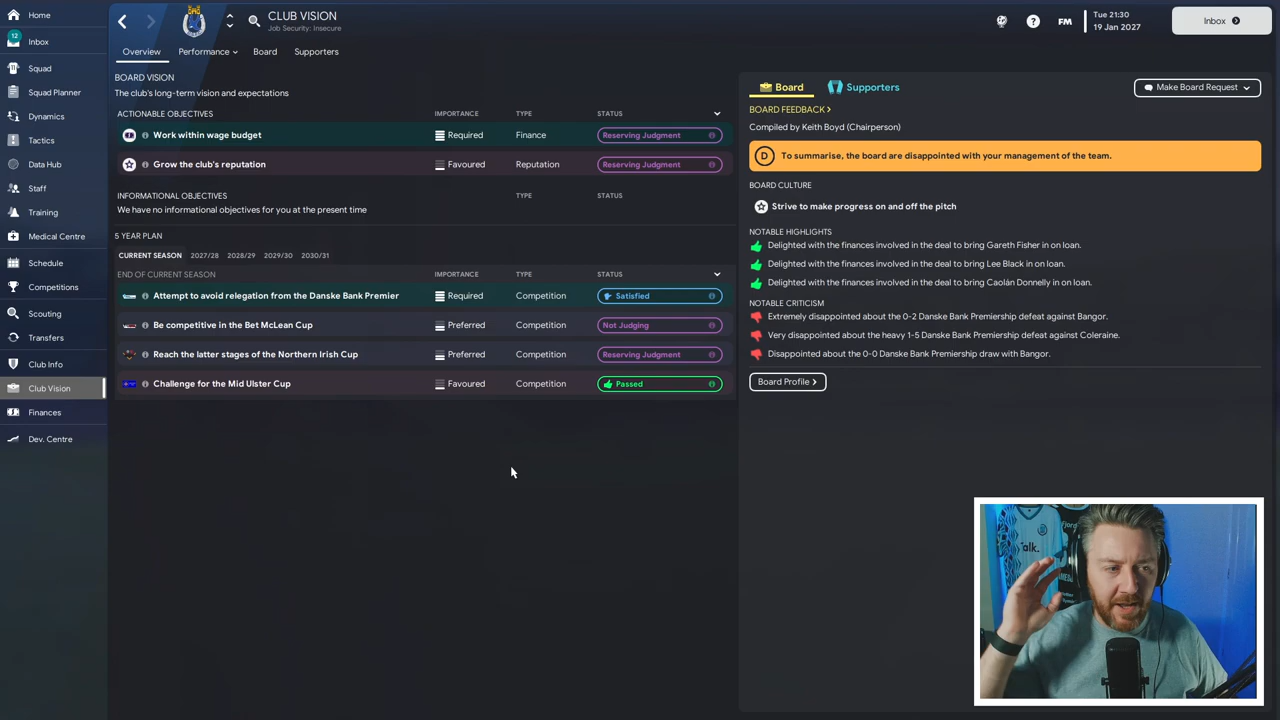 Home
12
Inbox
Squad
Squad Planner
Dynamics
Tactics
Data Hub
Staff
Training
Medical Centre
Schedule
Competitions
Scouting
Transfers
Club Info
Club Vision
Finances
Dev. Centre
CLUB VISION
Job Security: Insecure
?
FM
Tue 21:30
19 Jan 2027
Inbox
Overview
Performance
Board
Supporters
BOARD VISION
The club's long-term vision and expectations
ACTIONABLE OBJECTIVES IMPORTANCE TYPE STATUS
Work within wage budget Required Finance Reserving Judgment
Grow the club's reputation Favoured Reputation Reserving Judgment
INFORMATIONAL OBJECTIVES TYPE STATUS
We have no informational objectives for you at the present time
5 YEAR PLAN
CURRENT SEASON 2027/28 2028/29 2029/30 2030/31
END OF CURRENT SEASON IMPORTANCE TYPE STATUS
Attempt to avoid relegation from the Danske Bank Premier Required Competition Satisfied
Be competitive in the Bet McLean Cup Preferred Competition Not Judging
Reach the latter stages of the Northern Irish Cup Preferred Competition Reserving Judgment
Challenge for the Mid Ulster Cup Favoured Competition Passed
Board
Supporters
Make Board Request
BOARD FEEDBACK
Compiled by Keith Boyd (Chairperson)
D To summarise, the board are disappointed with your management of the team.
BOARD CULTURE
Strive to make progress on and off the pitch
NOTABLE HIGHLIGHTS
Delighted with the finances involved in the deal to bring Gareth Fisher in on loan.
Delighted with the finances involved in the deal to bring Lee Black in on loan.
Delighted with the finances involved in the deal to bring Caolán Donnelly in on loan.
NOTABLE CRITICISM
Extremely disappointed about the 0-2 Danske Bank Premiership defeat against Bangor.
Very disappointed about the heavy 1-5 Danske Bank Premiership defeat against Coleraine.
Disappointed about the 0-0 Danske Bank Premiership draw with Bangor.
Board Profile
alk.
fjord